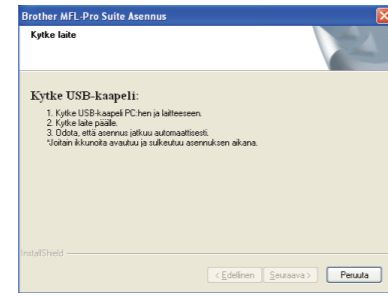 Brother MFL-Pro Suite Asennus
Kytke laite
Kytke USB-kaapeli:
1. Kytke USB-kaapeli PC:hen ja laitteeseen.
2. Kytke laite päälle.
3. Odota, että asennus jatkuu automaattisesti.
*Joitain ikkunoita avautuu ja sulkeutuu asennuksen aikana.
InstallShield
< Edellinen
Seuraava >
Peruuta